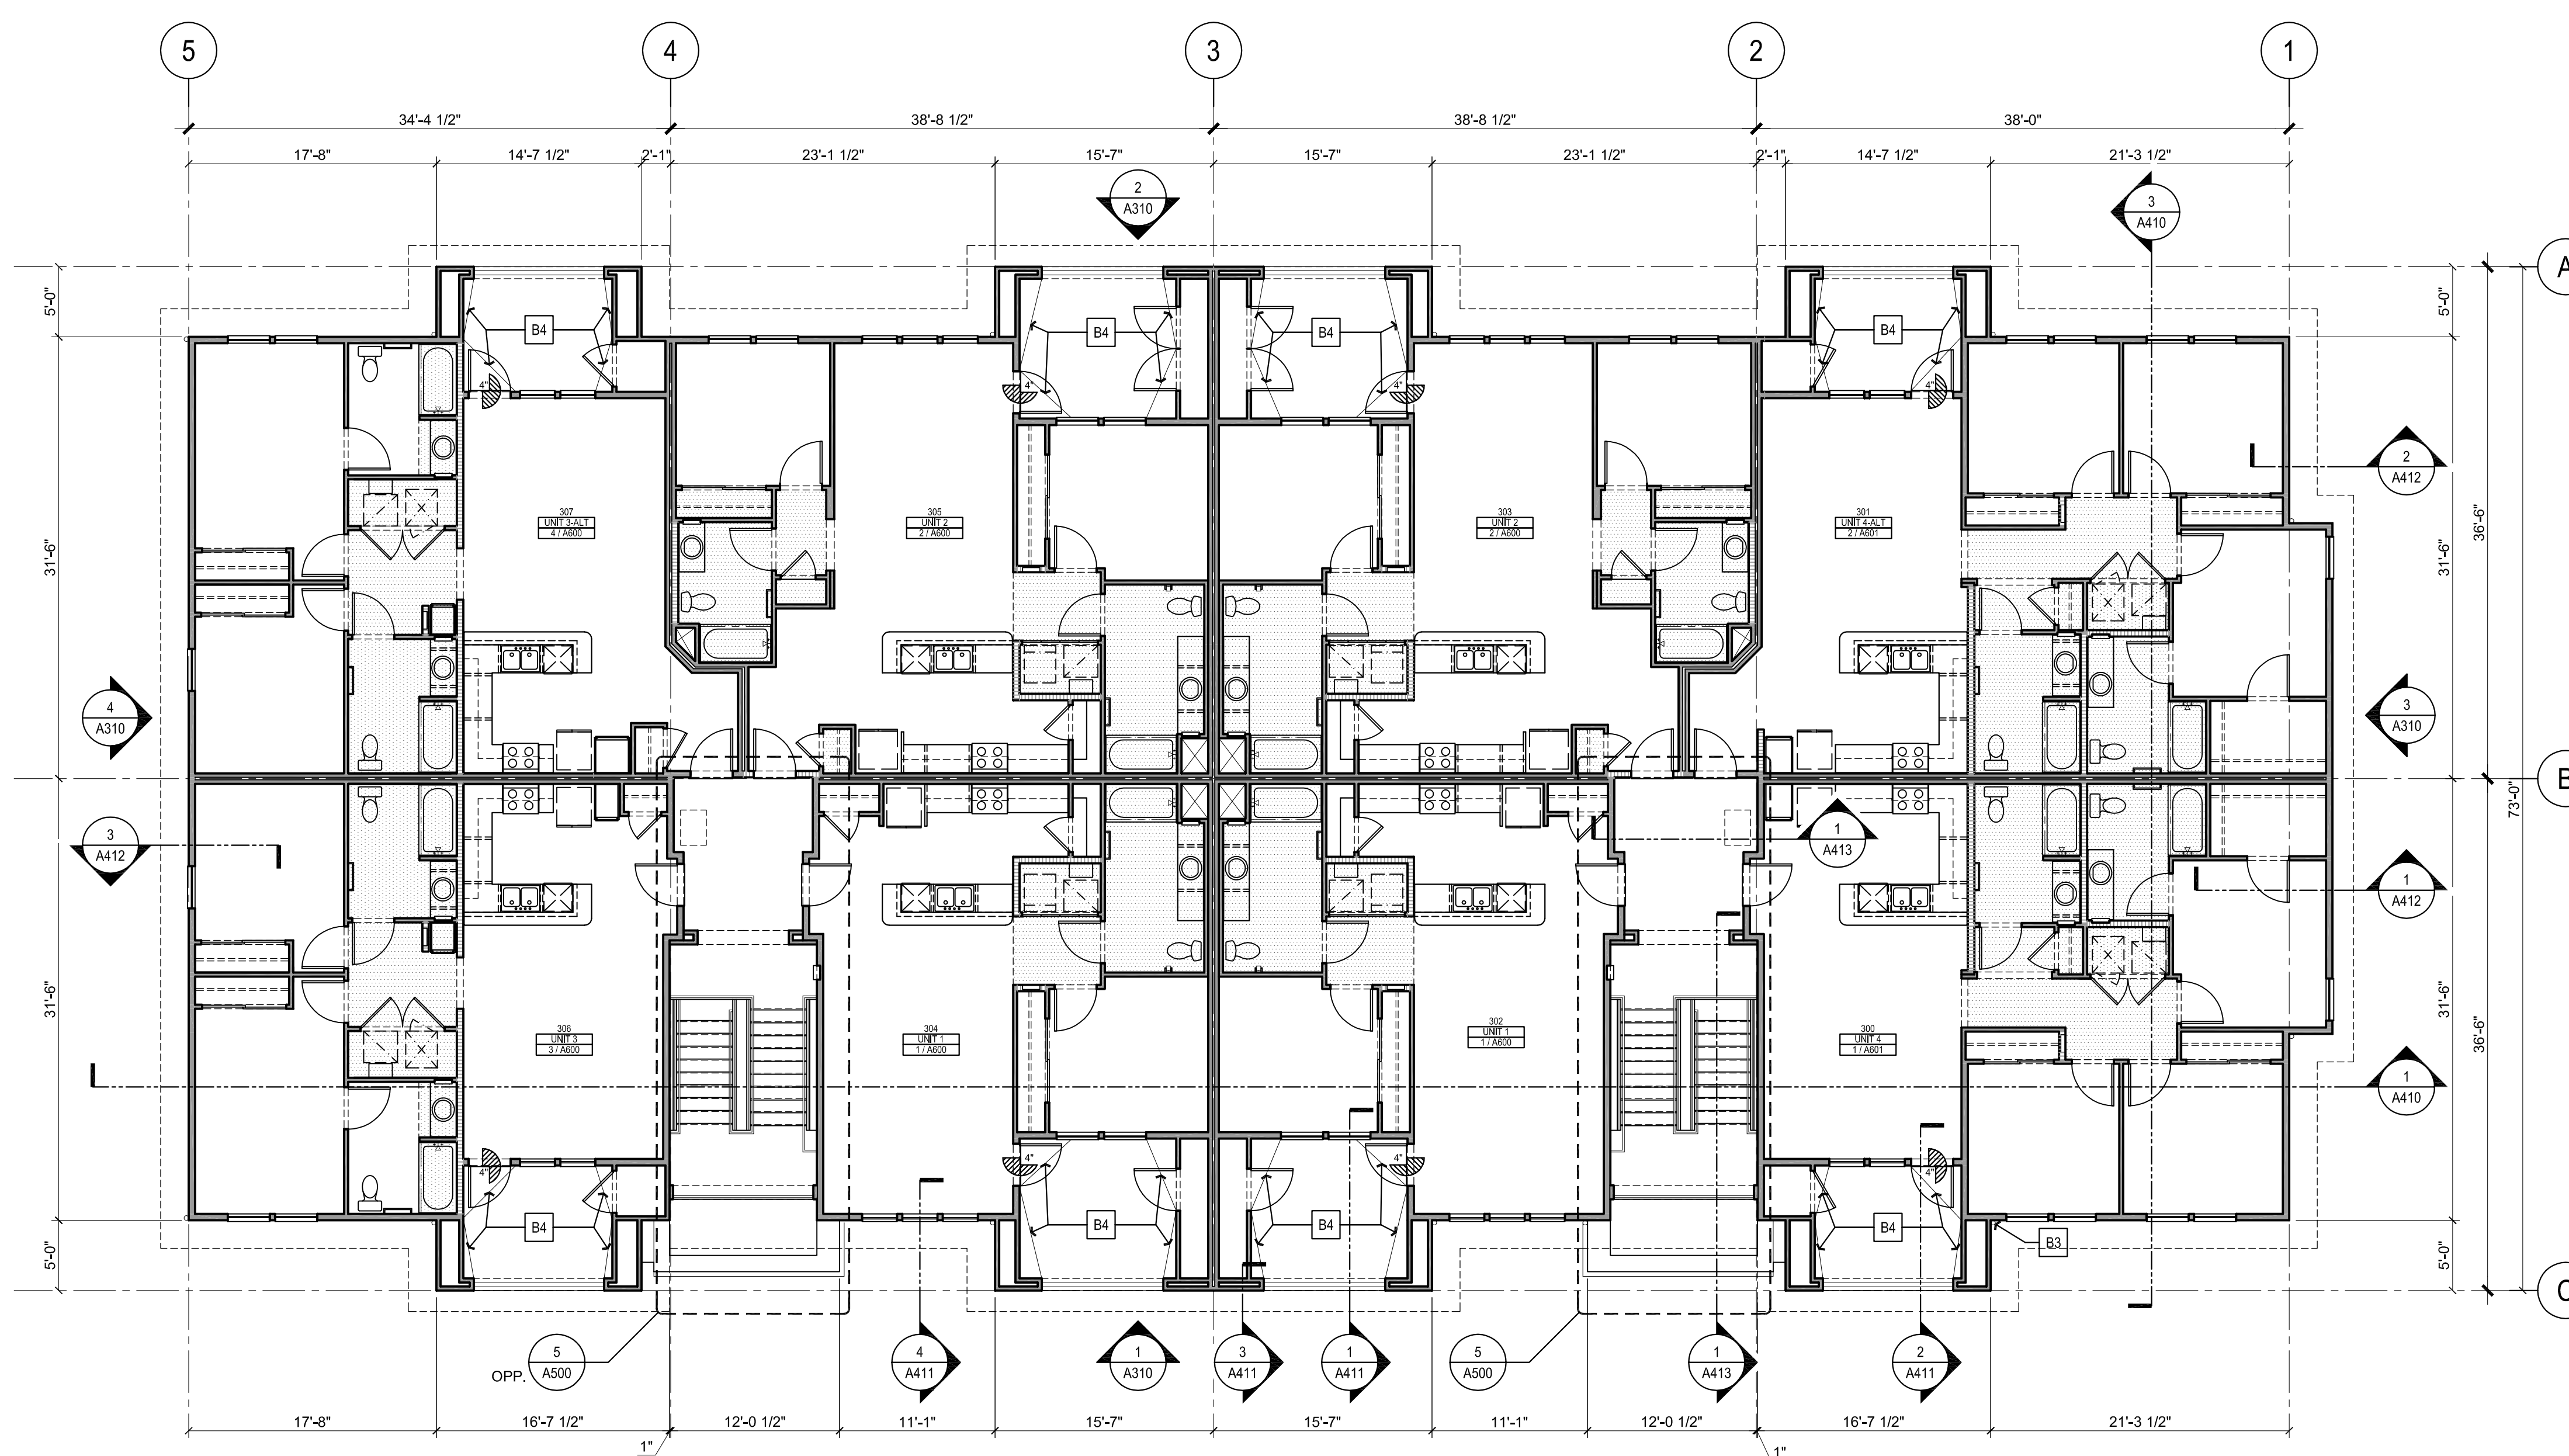 5
4
3
2
1
34'-4 1/2"
38'-8 1/2"
38'-8 1/2"
38'-0"
17'-8"
14'-7 1/2"
2'-1"
23'-1 1/2"
15'-7"
15'-7"
23'-1 1/2"
2'-1"
14'-7 1/2"
21'-3 1/2"
2
A310
3
A410
A
5'-0"
5'-0"
B4
B4
B4
B4
4"
4"
4"
4"
2
A412
307
UNIT 3-ALT
4 / A600
305
UNIT 2
2 / A600
303
UNIT 2
2 / A600
301
UNIT 4-ALT
2 / A601
31'-6"
31'-6"
36'-6"
4
A310
3
A310
B
73'-0"
3
A412
1
A413
1
A412
31'-6"
31'-6"
36'-6"
306
UNIT 3
3 / A600
304
UNIT 1
1 / A600
302
UNIT 1
1 / A600
300
UNIT 4
1 / A601
1
A410
4"
4"
4"
4"
B4
B4
B4
B4
B3
5'-0"
5'-0"
C
OPP.
5
A500
4
A411
1
A310
3
A411
1
A411
5
A500
1
A413
2
A411
17'-8"
16'-7 1/2"
12'-0 1/2"
11'-1"
15'-7"
15'-7"
11'-1"
12'-0 1/2"
16'-7 1/2"
21'-3 1/2"
1"
1"